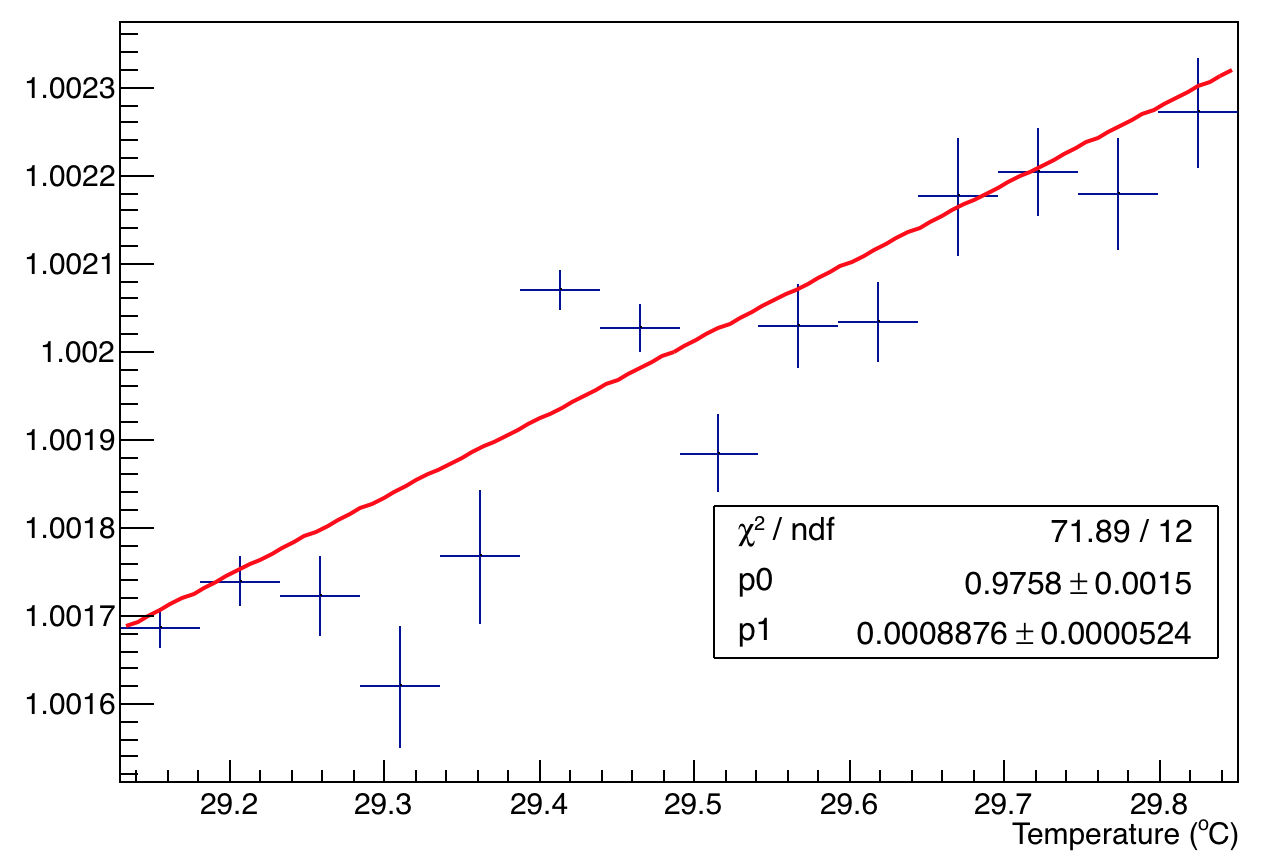 1.0023
1.0022
1.0021
1.002
1.0019
1.0018
1.0017
1.0016
χ² / ndf 71.89 / 12
p0 0.9758 ± 0.0015
p1 0.0008876 ± 0.0000524
29.2 29.3 29.4 29.5 29.6 29.7 29.8
Temperature (°C)